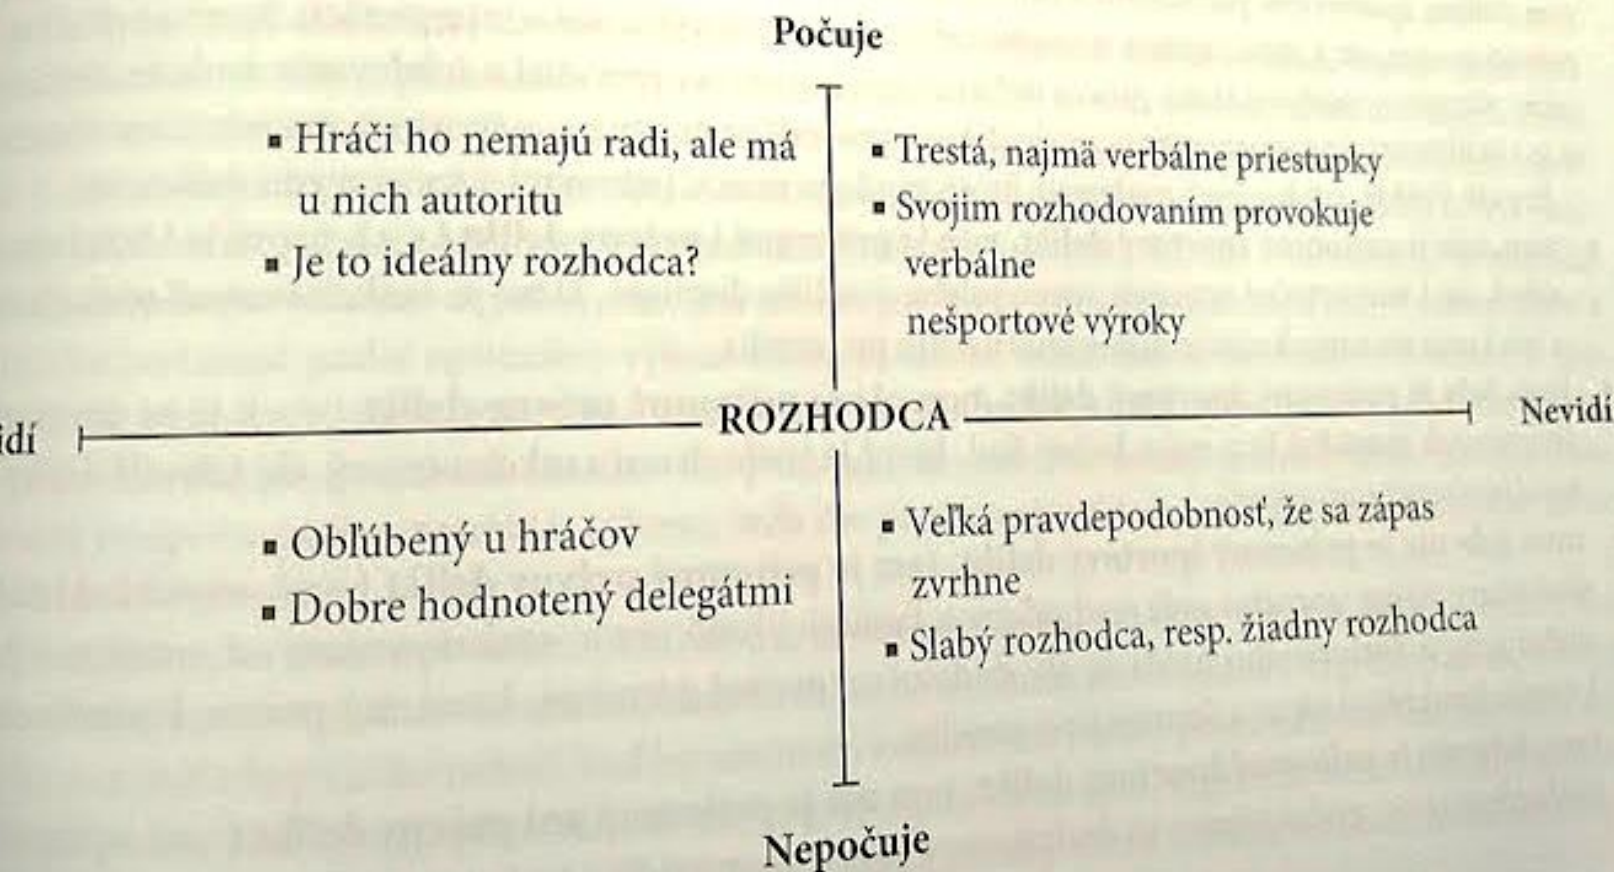 Počuje
▪ Hráči ho nemajú radi, ale má
u nich autoritu
▪ Je to ideálny rozhodca?
▪ Trestá, najmä verbálne priestupky
▪ Svojim rozhodovaním provokuje
verbálne
nešportové výroky
idí
ROZHODCA
Nevidí
▪ Obľúbený u hráčov
▪ Dobre hodnotený delegátmi
▪ Veľká pravdepodobnosť, že sa zápas
zvrhne
▪ Slabý rozhodca, resp. žiadny rozhodca
Nepočuje